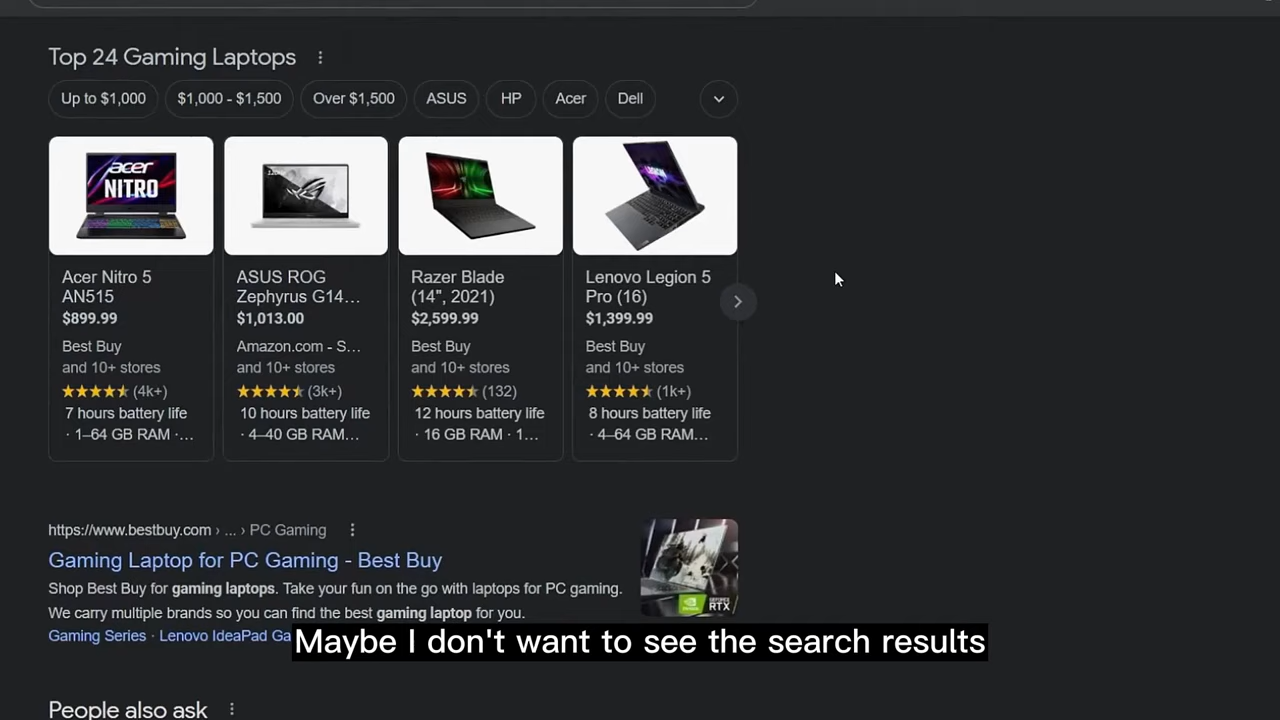 Top 24 Gaming Laptops
Up to $1,000
$1,000 - $1,500
Over $1,500
ASUS
HP
Acer
Dell
acer
NITRO
LEGION
Acer Nitro 5
AN515
$899.99
Best Buy
and 10+ stores
(4k+)
7 hours battery life
· 1–64 GB RAM ·...
ASUS ROG
Zephyrus G14...
$1,013.00
Amazon.com - S...
and 10+ stores
(3k+)
10 hours battery life
· 4–40 GB RAM...
Razer Blade
(14", 2021)
$2,599.99
Best Buy
and 10+ stores
(132)
12 hours battery life
· 16 GB RAM · 1...
Lenovo Legion 5
Pro (16)
$1,399.99
Best Buy
and 10+ stores
(1k+)
8 hours battery life
· 4–64 GB RAM...
https://www.bestbuy.com › ... › PC Gaming
Gaming Laptop for PC Gaming - Best Buy
Shop Best Buy for gaming laptops. Take your fun on the go with laptops for PC gaming.
We carry multiple brands so you can find the best gaming laptop for you.
Gaming Series · Lenovo IdeaPad Ga
GEFORCE
RTX
Maybe I don't want to see the search results
People also ask